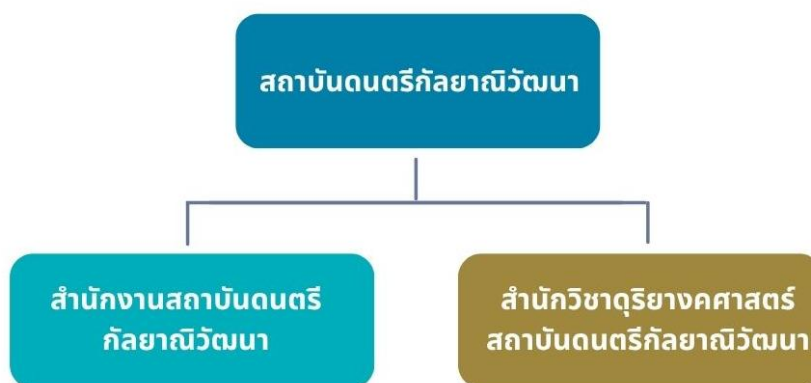 สถาบันดนตรีกัลยาณิวัฒนา
สำนักงานสถาบันดนตรี
กัลยาณิวัฒนา
สำนักวิชาดุริยางคศาสตร์
สถาบันดนตรีกัลยาณิวัฒนา